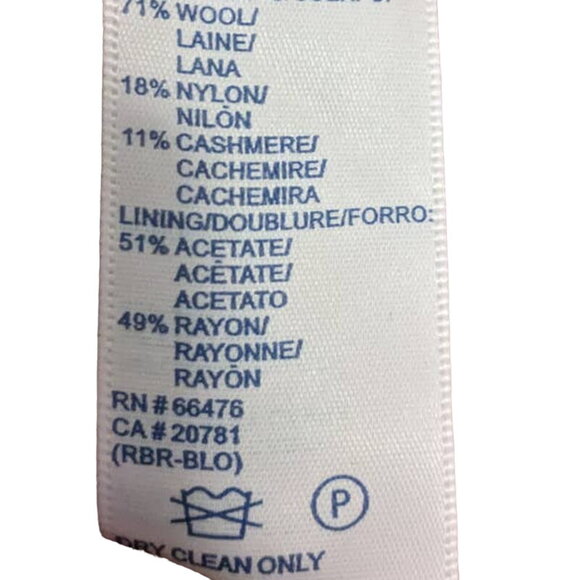 71% WOOL/
LAINE/
LANA
18% NYLON/
NILÓN
11% CASHMERE/
CACHEMIRE/
CACHEMIRA
LINING/DOUBLURE/FORRO:
51% ACETATE/
ACÉTATE/
ACETATO
49% RAYON/
RAYONNE/
RAYÓN
RN # 66476
CA # 20781
(RBR-BLO)
P
DRY CLEAN ONLY